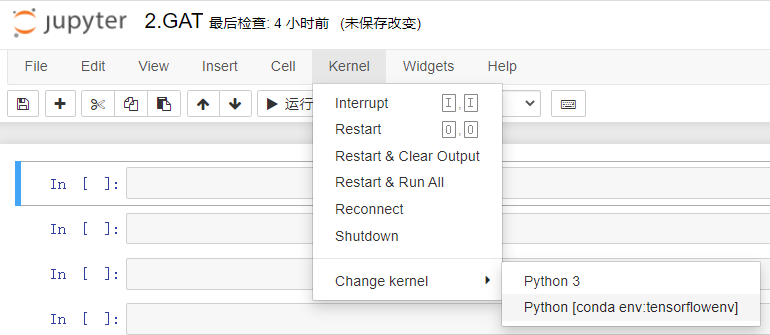 jupyter 2.GAT 最后检查: 4 小时前 (未保存改变)
File Edit View Insert Cell Kernel Widgets Help
运行
Interrupt I,I
Restart 0,0
Restart & Clear Output
Restart & Run All
Reconnect
Shutdown
Change kernel
Python 3
Python [conda env:tensorflowenv]
In [ ]:
In [ ]:
In [ ]:
In [ ]: